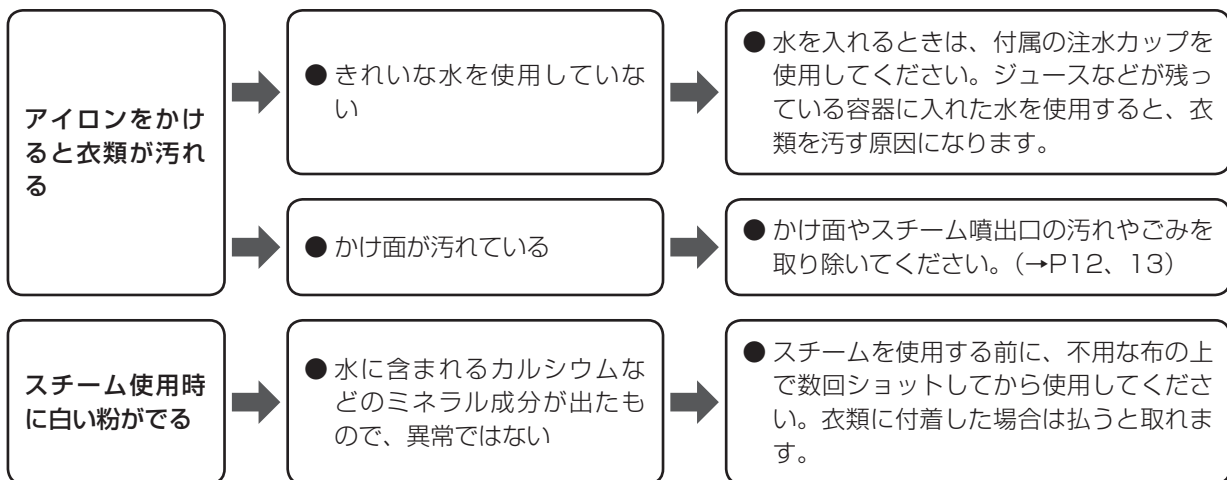 アイロンをかけ
ると衣類が汚れ
る
● きれいな水を使用していな
い
● 水を入れるときは、付属の注水カップを
使用してください。ジュースなどが残っ
ている容器に入れた水を使用すると、衣
類を汚す原因になります。
● かけ面が汚れている
● かけ面やスチーム噴出口の汚れやごみを
取り除いてください。(→P12、13)
スチーム使用時
に白い粉がでる
● 水に含まれるカルシウムな
どのミネラル成分が出たも
ので、異常ではない
● スチームを使用する前に、不用な布の上
で数回ショットしてから使用してくださ
い。衣類に付着した場合は払うと取れま
す。